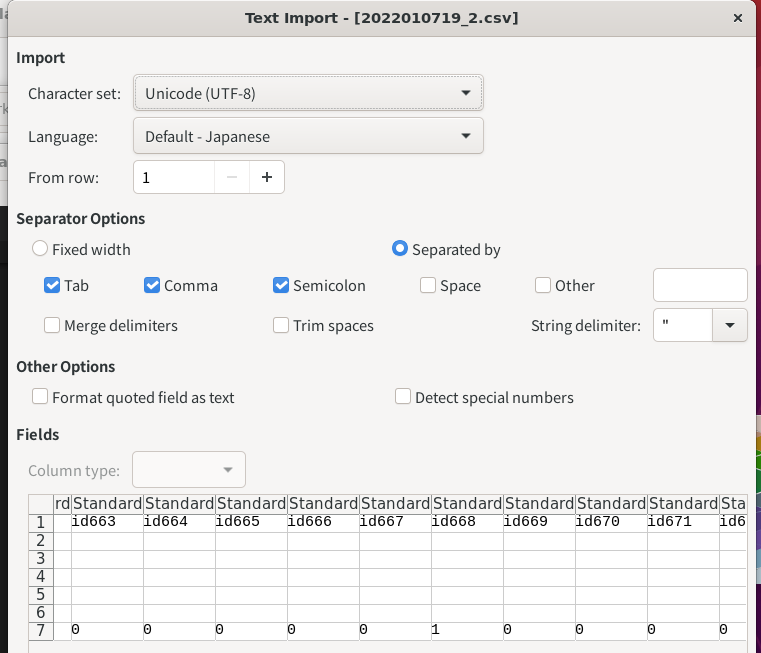 Text Import - [2022010719_2.csv]
Import
Character set: Unicode (UTF-8)
Language: Default - Japanese
From row: 1
Separator Options
Fixed width Separated by
Tab Comma Semicolon Space Other
Merge delimiters Trim spaces String delimiter: "
Other Options
Format quoted field as text Detect special numbers
Fields
Column type:
rd Standard Standard Standard Standard Standard Standard Standard Standard Standard Sta
1 id663 id664 id665 id666 id667 id668 id669 id670 id671 id6
2
3
4
5
6
7 0 0 0 0 0 1 0 0 0 0